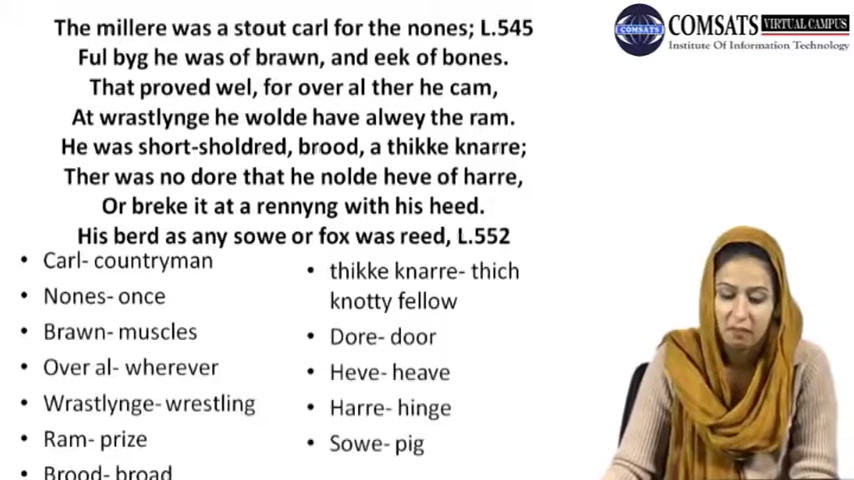 The millere was a stout carl for the nones; L.545
Ful byg he was of brawn, and eek of bones.
That proved wel, for over al ther he cam,
At wrastlynge he wolde have alwey the ram.
He was short-sholdred, brood, a thikke knarre;
Ther was no dore that he nolde heve of harre,
Or breke it at a rennyng with his heed.
His berd as any sowe or fox was reed, L.552
• Carl- countryman
• Nones- once
• Brawn- muscles
• Over al- wherever
• Wrastlynge- wrestling
• Ram- prize
• Brood- broad
• thikke knarre- thich
knotty fellow
• Dore- door
• Heve- heave
• Harre- hinge
• Sowe- pig
COMSATS
COMSATS VIRTUAL CAMPUS
Institute Of Information Technology